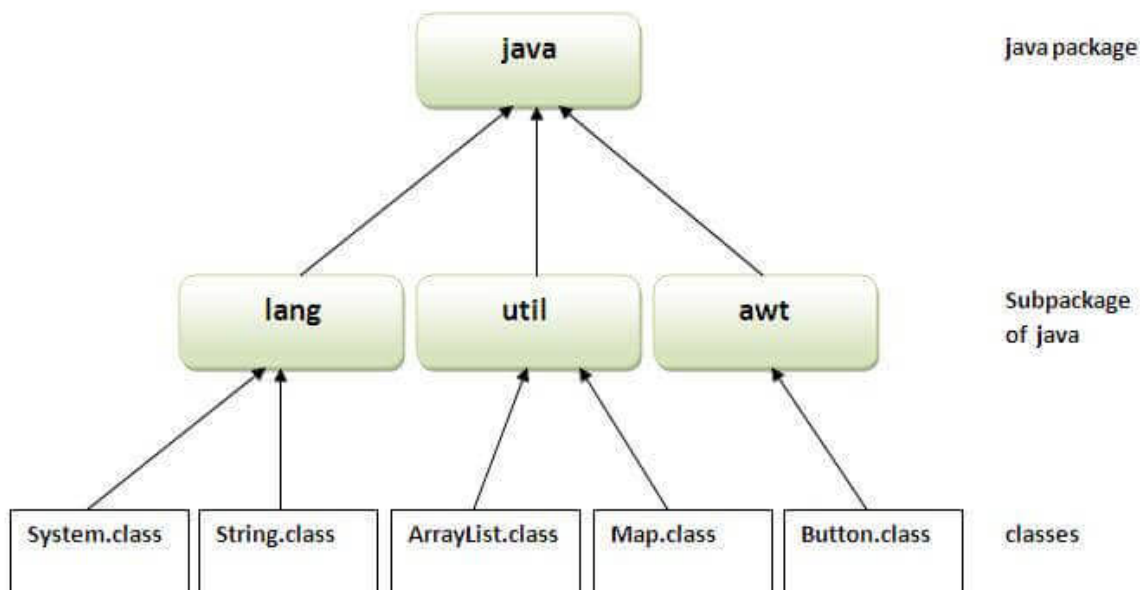 java
java package
lang
util
awt
Subpackage
of java
System.class
String.class
ArrayList.class
Map.class
Button.class
classes